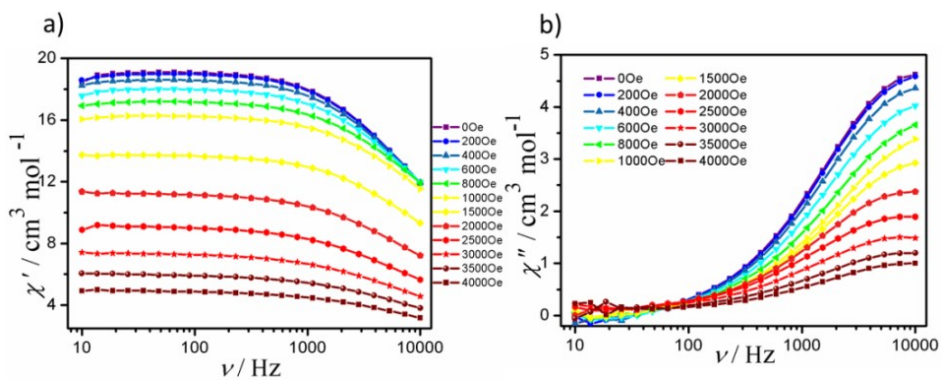 a)
20
16
12
8
4
10
100
1000
10000
χ′ / cm³ mol⁻¹
ν / Hz
0Oe
200Oe
400Oe
600Oe
800Oe
1000Oe
1500Oe
2000Oe
2500Oe
3000Oe
3500Oe
4000Oe
b)
5
4
3
2
1
0
10
100
1000
10000
χ″ / cm³ mol⁻¹
ν / Hz
0Oe
200Oe
400Oe
600Oe
800Oe
1000Oe
1500Oe
2000Oe
2500Oe
3000Oe
3500Oe
4000Oe